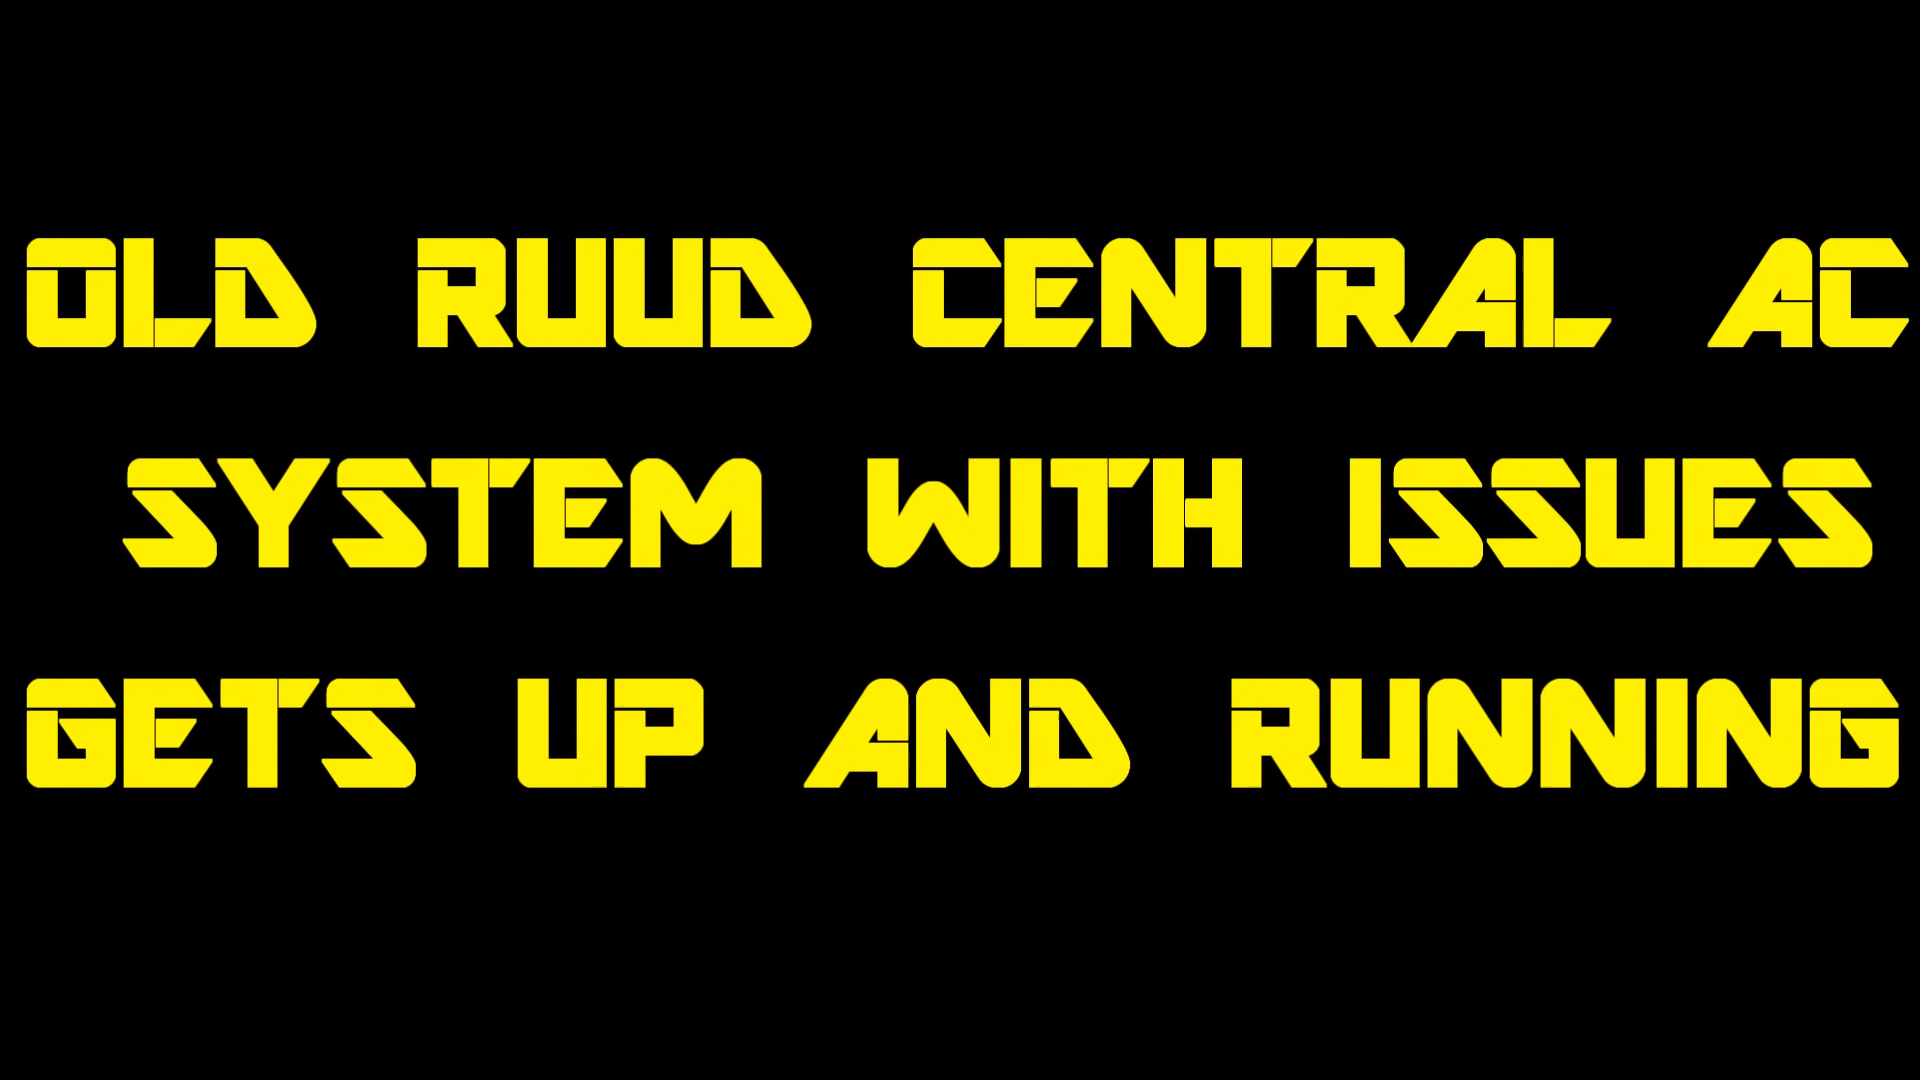 OLD RUUD CENTRAL AC
SYSTEM WITH ISSUES
GETS UP AND RUNNING